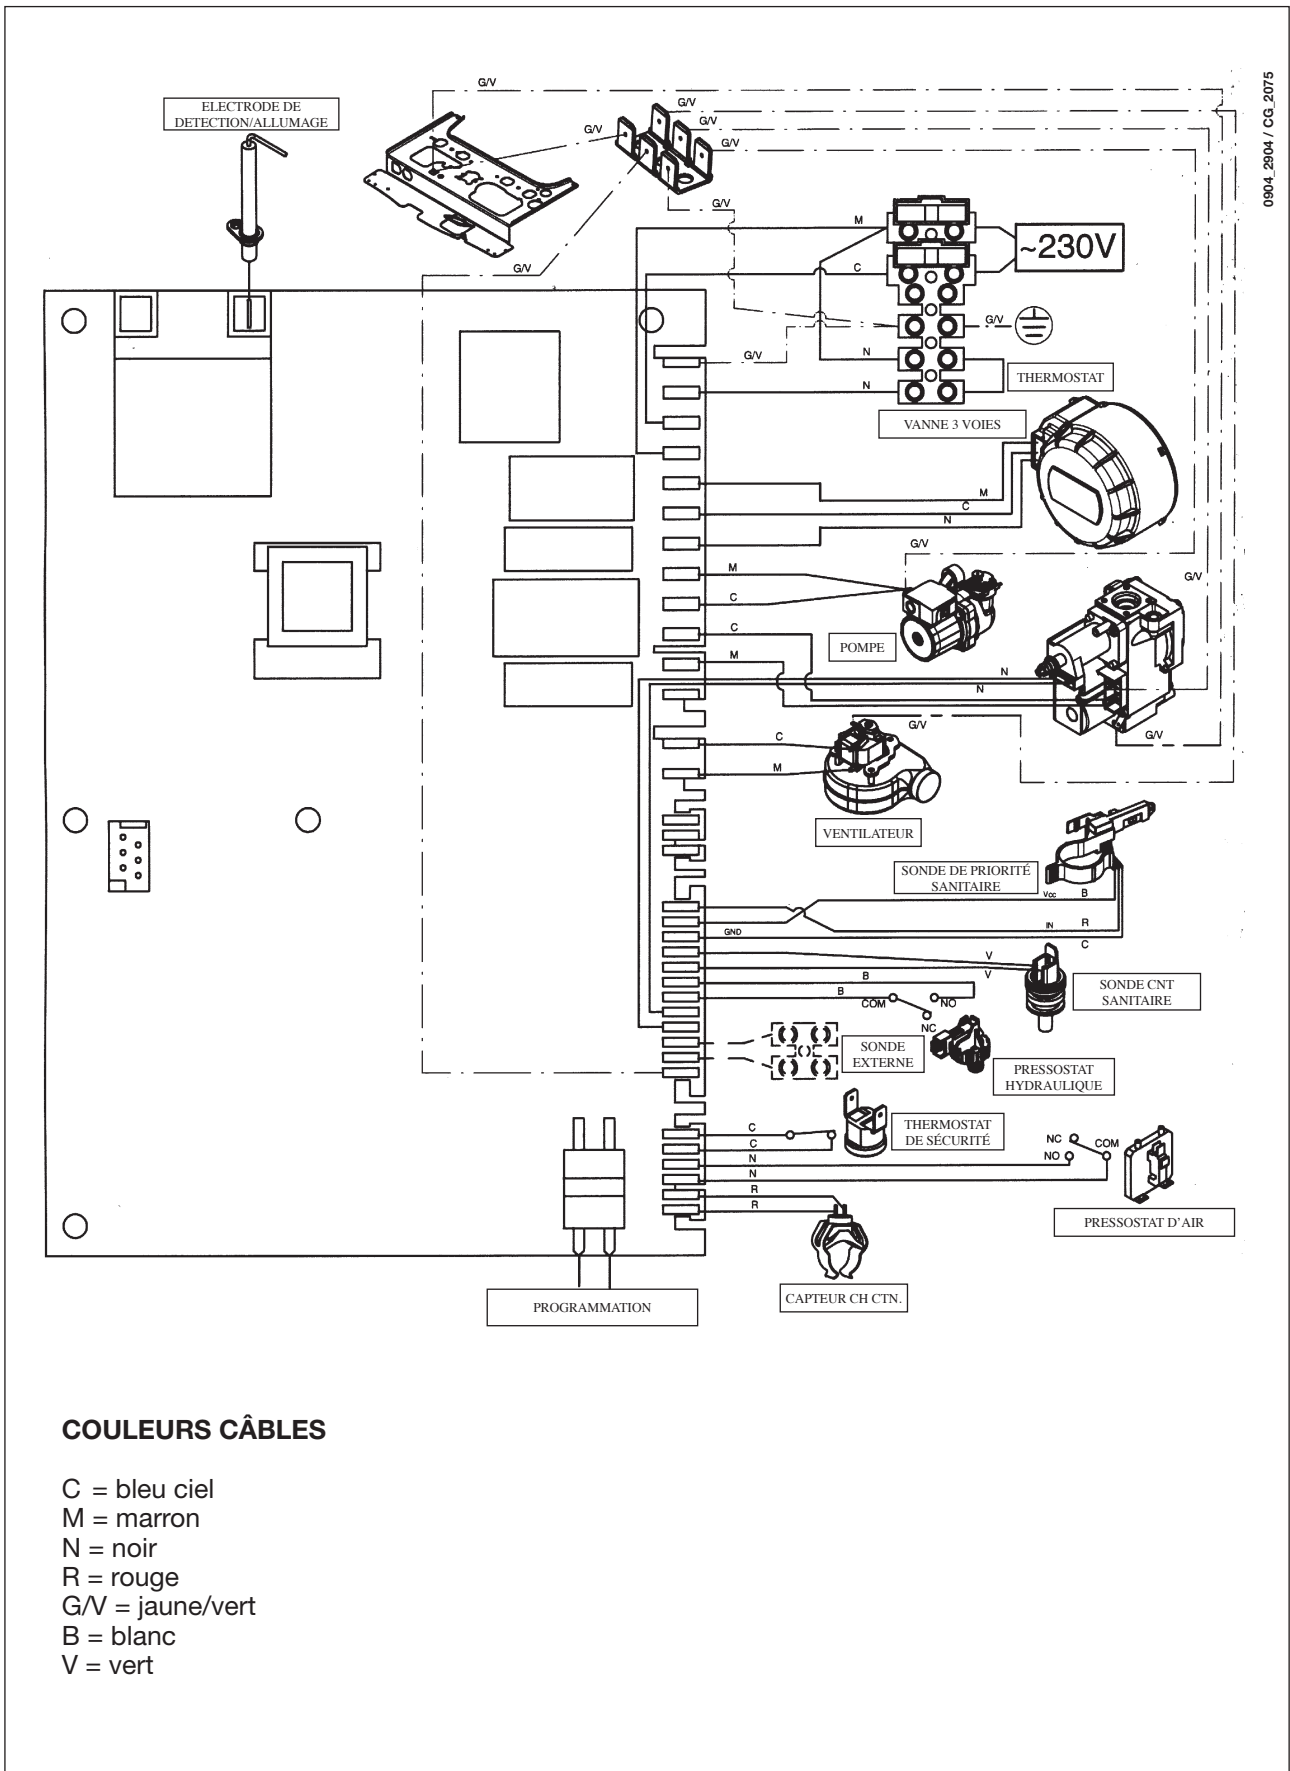 0904_2904 / CG_2075
G/V
ELECTRODE DE
DETECTION/ALLUMAGE
G/V
G/V
G/V
G/V
G/V
G/V
M
~230V
C
G/V
G/V
N
THERMOSTAT
N
VANNE 3 VOIES
M
C
N
G/V
M
G/V
C
C
POMPE
M
N
N
G/V
G/V
C
M
VENTILATEUR
SONDE DE PRIORITÉ
SANITAIRE
Vcc
B
IN
R
GND
C
V
V
SONDE CNT
SANITAIRE
B
B
COM
NO
NC
SONDE
EXTERNE
PRESSOSTAT
HYDRAULIQUE
THERMOSTAT
DE SÉCURITÉ
C
C
NC
COM
NO
N
N
R
R
PRESSOSTAT D'AIR
CAPTEUR CH CTN.
PROGRAMMATION
COULEURS CÂBLES
C = bleu ciel
M = marron
N = noir
R = rouge
G/V = jaune/vert
B = blanc
V = vert